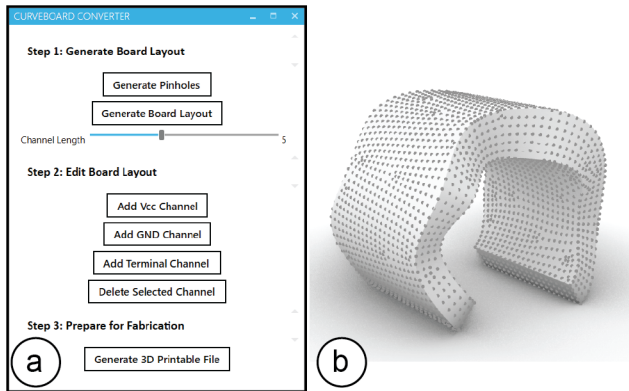 CURVEBOARD CONVERTER
Step 1: Generate Board Layout
Generate Pinholes
Generate Board Layout
Channel Length 5
Step 2: Edit Board Layout
Add Vcc Channel
Add GND Channel
Add Terminal Channel
Delete Selected Channel
Step 3: Prepare for Fabrication
Generate 3D Printable File
a
b